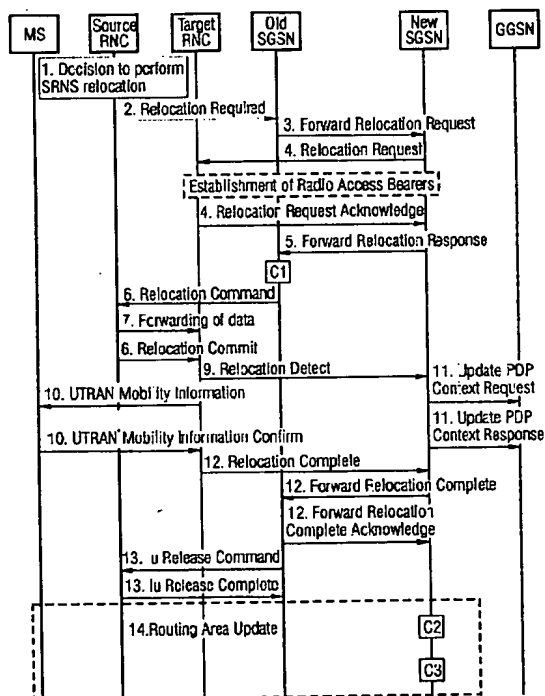 MS
Source
RNC
Target
RNC
Old
SGSN
New
SGSN
GGSN
1. Decision to perform
SRNS relocation
2. Relocation Required
3. Forward Relocation Request
4. Relocation Request
Establishment of Radio Access Bearers
4. Relocation Request Acknowledge
5. Forward Relocation Response
C1
6. Relocation Command
7. Forwarding of data
6. Relocation Commit
9. Relocation Detect
11. Update PDP
Context Request
10. UTRAN Mobility Information
11. Update PDP
Context Response
10. UTRAN Mobility Information Confirm
12. Relocation Complete
12. Forward Relocation Complete
12. Forward Relocation
Complete Acknowledge
13. Iu Release Command
13. Iu Release Complete
14.Routing Area Update
C2
C3